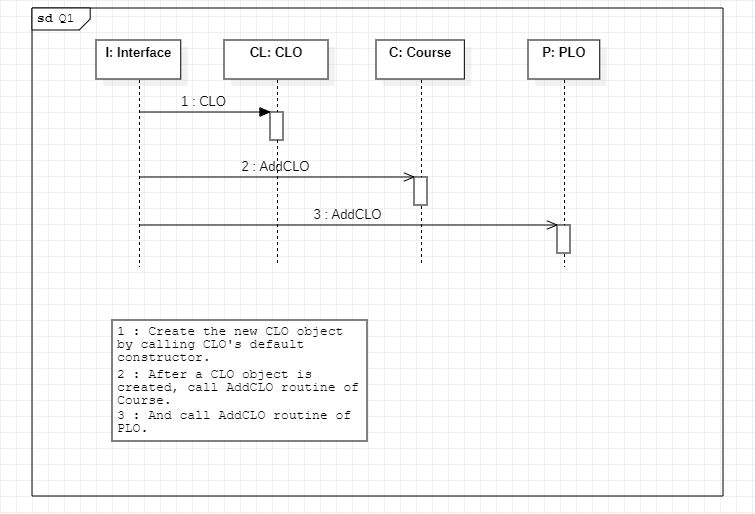 sd Q1
I: Interface
CL: CLO
C: Course
P: PLO
1 : CLO
2 : AddCLO
3 : AddCLO
1 : Create the new CLO object
by calling CLO's default
constructor.
2 : After a CLO object is
created, call AddCLO routine of
Course.
3 : And call AddCLO routine of
PLO.